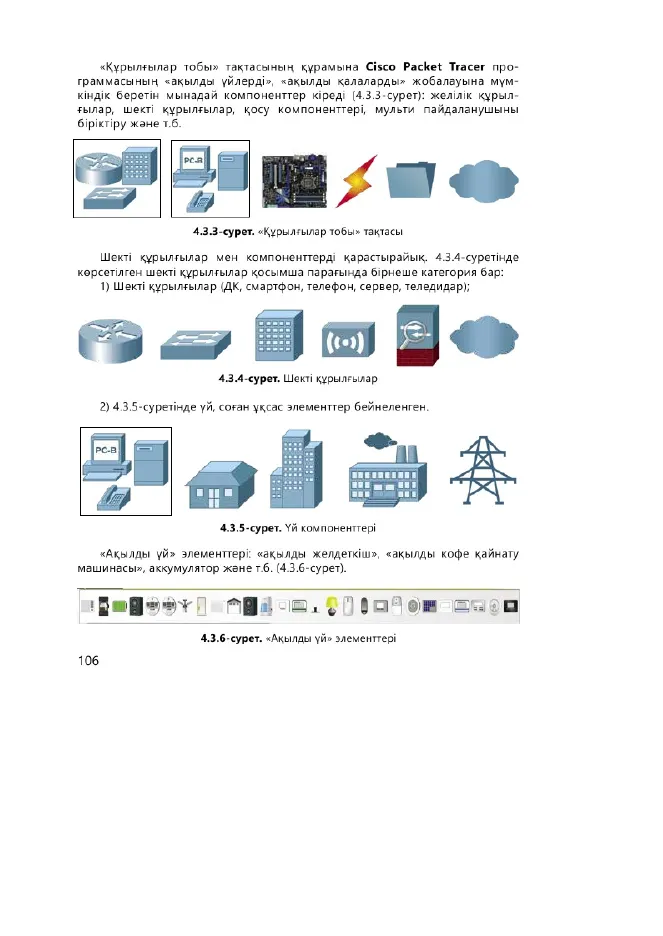 «Құрылғылар тобы» тақтасының құрамына Cisco Packet Tracer про-
граммасының «ақылды үйлерді», «ақылды қалаларды» жобалауына мүм-
кіндік беретін мынадай компоненттер кіреді (4.3.3-сурет): желілік құрыл-
ғылар, шекті құрылғылар, қосу компоненттері, мульти пайдаланушыны
біріктіру және т.б.
PC-B
4.3.3-сурет. «Құрылғылар тобы» тақтасы
Шекті құрылғылар мен компоненттерді қарастырайық. 4.3.4-суретінде
көрсетілген шекті құрылғылар қосымша парағында бірнеше категория бар:
1) Шекті құрылғылар (ДК, смартфон, телефон, сервер, теледидар);
4.3.4-сурет. Шекті құрылғылар
2) 4.3.5-суретінде үй, соған ұқсас элементтер бейнеленген.
PC-B
4.3.5-сурет. Үй компоненттері
«Ақылды үй» элементтері: «ақылды желдеткіш», «ақылды кофе қайнату
машинасы», аккумулятор және т.б. (4.3.6-сурет).
4.3.6-сурет. «Ақылды үй» элементтері
106